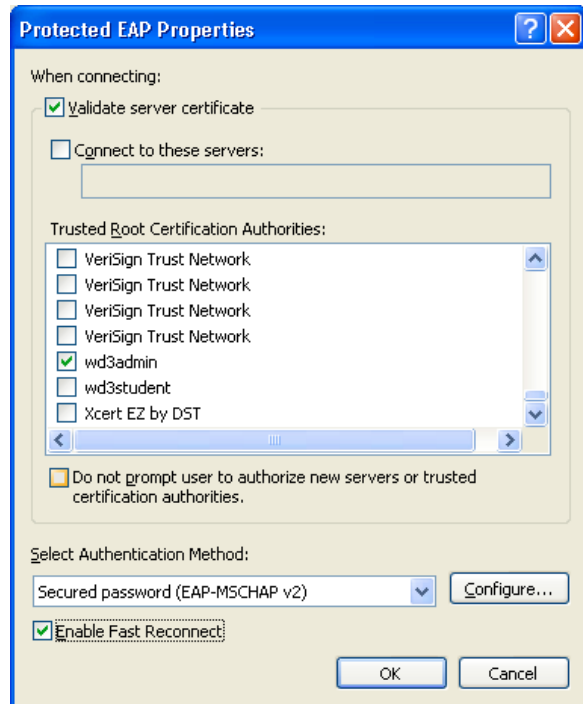 Protected EAP Properties
When connecting:
Validate server certificate
Connect to these servers:
Trusted Root Certification Authorities:
VeriSign Trust Network
VeriSign Trust Network
VeriSign Trust Network
VeriSign Trust Network
wd3admin
wd3student
Xcert EZ by DST
Do not prompt user to authorize new servers or trusted
certification authorities.
Select Authentication Method:
Secured password (EAP-MSCHAP v2)
Configure...
Enable Fast Reconnect
OK
Cancel